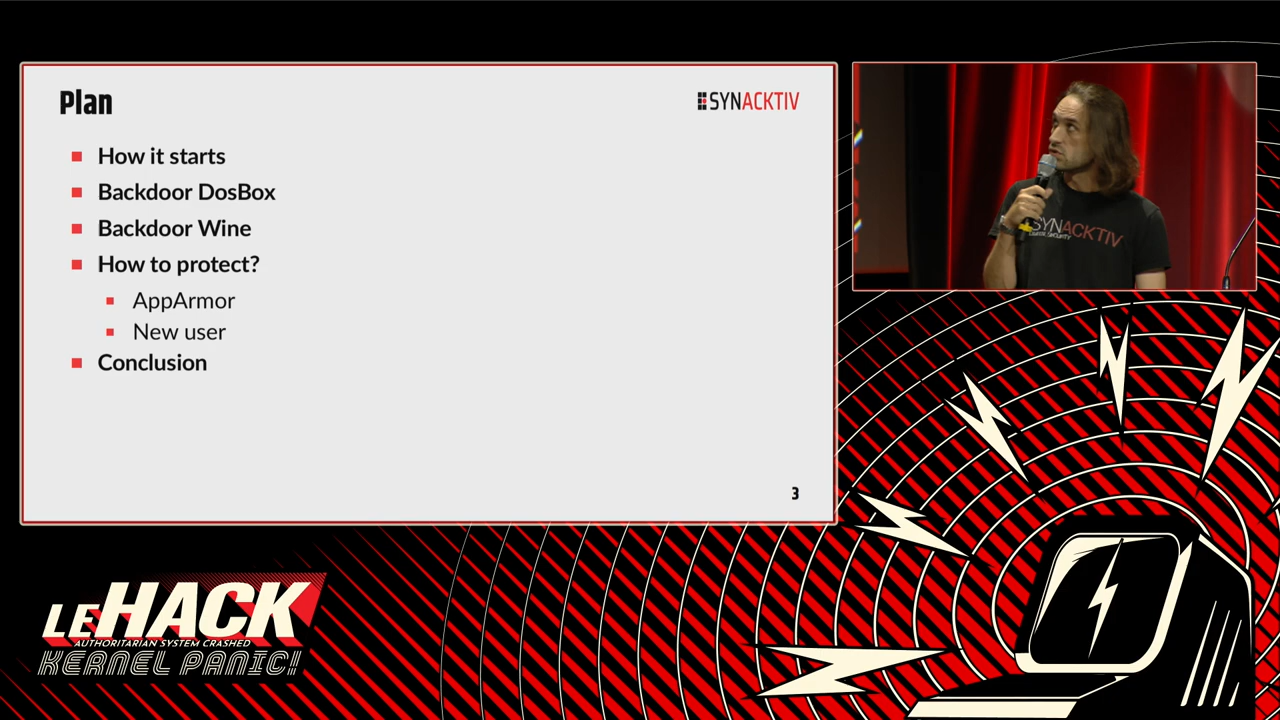 Plan
SYNACKTIV
How it starts
Backdoor DosBox
Backdoor Wine
How to protect?
AppArmor
New user
Conclusion
3
SYNACKTIV
LEHACK
AUTHORITARIAN SYSTEM CRASHED
KERNEL PANIC!